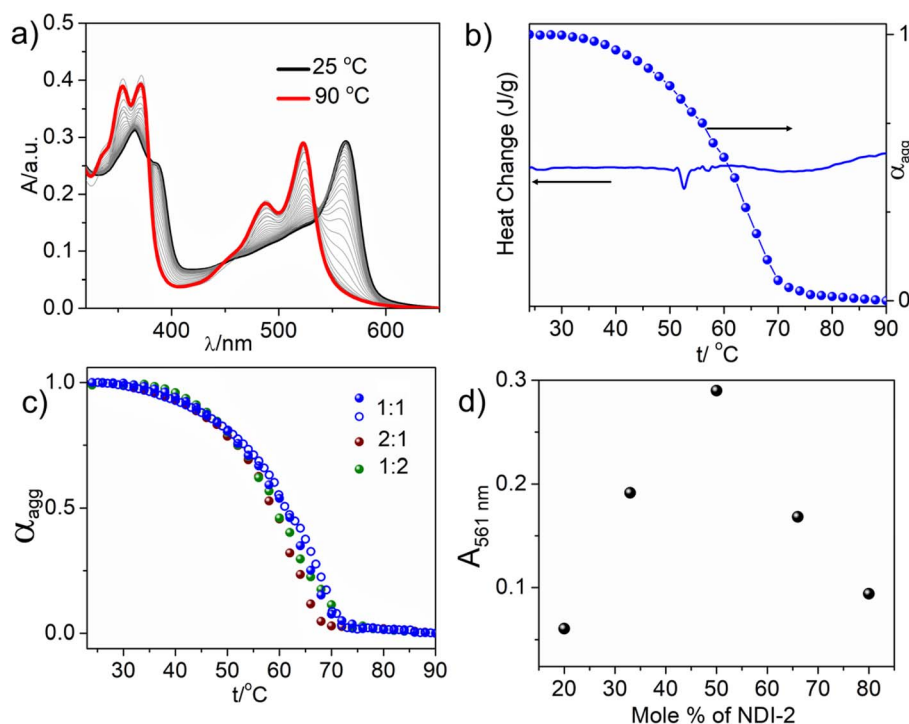 a)
0.5
0.4
0.3
0.2
0.1
0.0
A/a.u.
25 °C
90 °C
400
500
600
λ/nm
b)
Heat Change (J/g)
1
0
α agg
30
40
50
60
70
80
90
t/ °C
c)
1.0
0.5
0.0
α agg
1:1
2:1
1:2
30
40
50
60
70
80
90
t/°C
d)
0.3
0.2
0.1
A 561 nm
20
30
40
50
60
70
80
Mole % of NDI-2